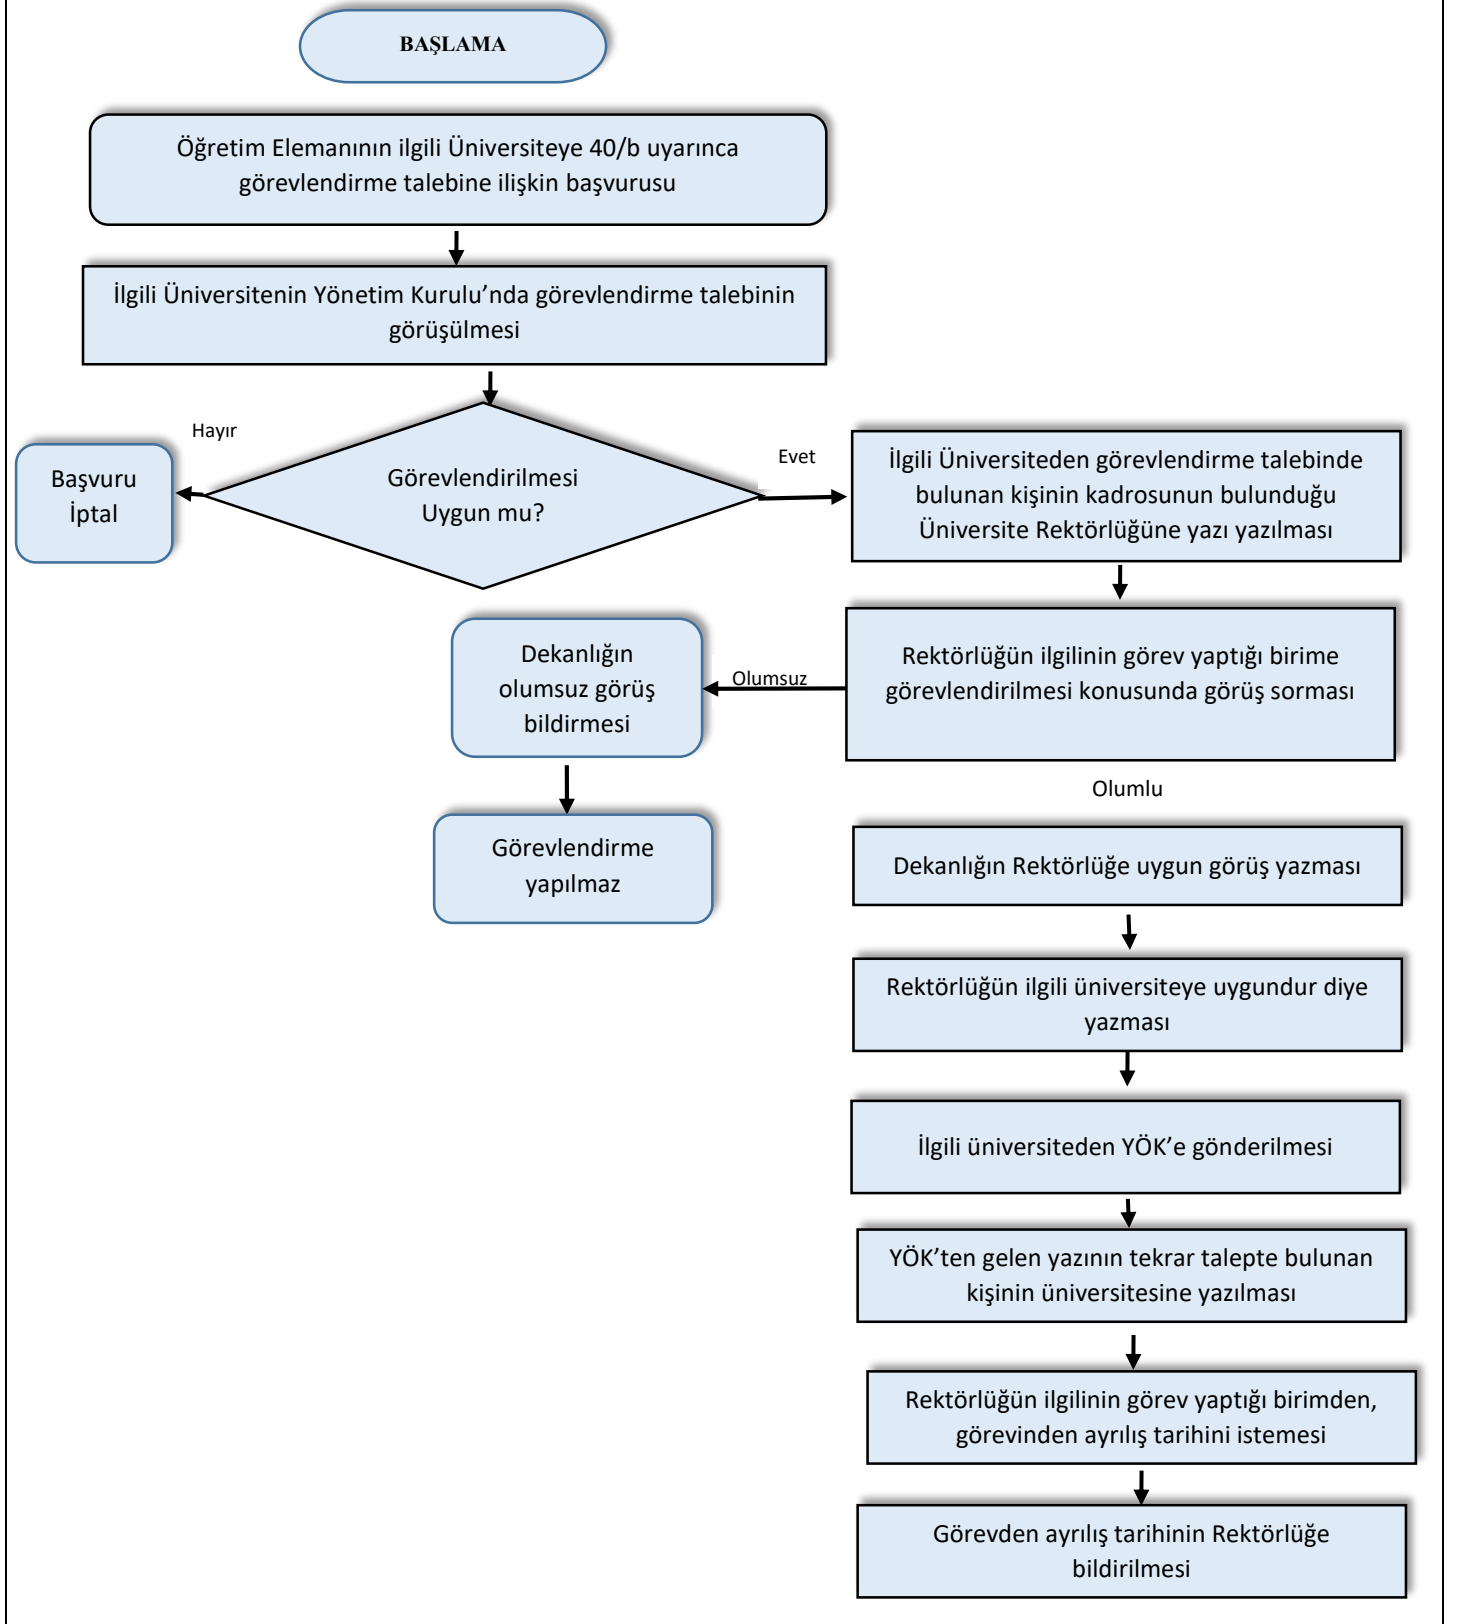 BAŞLAMA
Öğretim Elemanının ilgili Üniversiteye 40/b uyarınca
görevlendirme talebine ilişkin başvurusu
İlgili Üniversitenin Yönetim Kurulu’nda görevlendirme talebinin
görüşülmesi
Hayır
Başvuru
İptal
Görevlendirilmesi
Uygun mu?
Evet
İlgili Üniversiteden görevlendirme talebinde
bulunan kişinin kadrosunun bulunduğu
Üniversite Rektörlüğüne yazı yazılması
Rektörlüğün ilgilinin görev yaptığı birime
görevlendirilmesi konusunda görüş sorması
Olumsuz
Dekanlığın
olumsuz görüş
bildirmesi
Görevlendirme
yapılmaz
Olumlu
Dekanlığın Rektörlüğe uygun görüş yazması
Rektörlüğün ilgili üniversiteye uygundur diye
yazması
İlgili üniversiteden YÖK’e gönderilmesi
YÖK’ten gelen yazının tekrar talepte bulunan
kişinin üniversitesine yazılması
Rektörlüğün ilgilinin görev yaptığı birimden,
görevinden ayrılış tarihini istemesi
Görevden ayrılış tarihinin Rektörlüğe
bildirilmesi